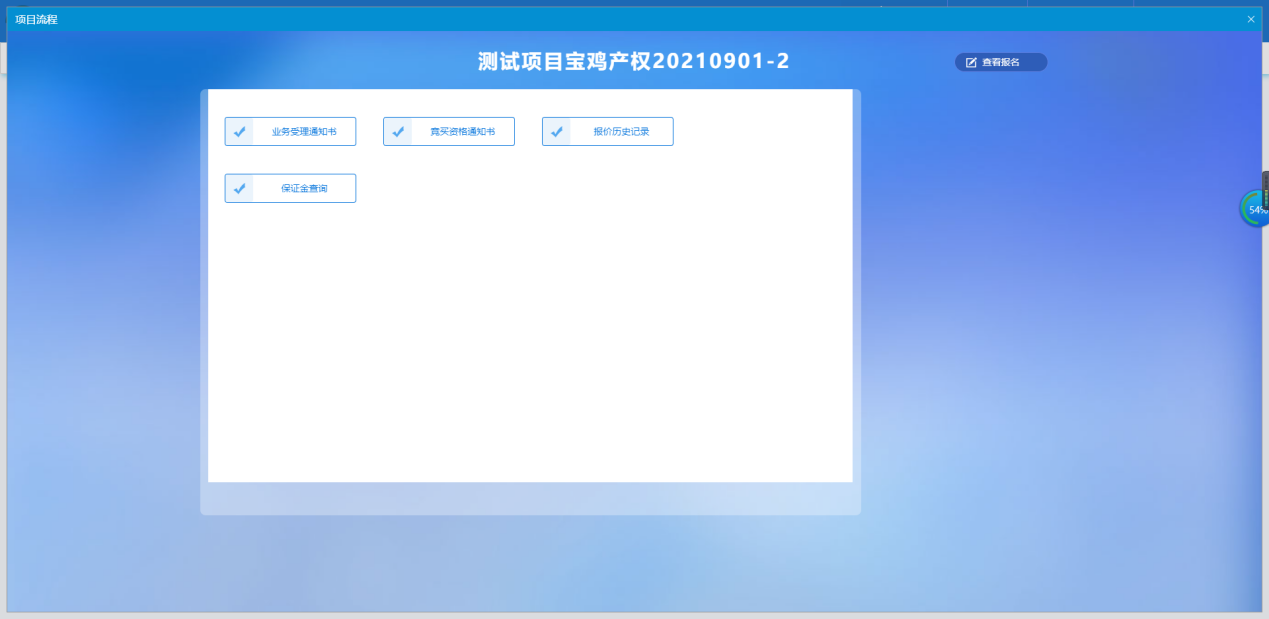 项目流程
测试项目宝鸡产权20210901-2
查看报名
业务受理通知书
竞买资格通知书
报价历史记录
保证金查询
54%